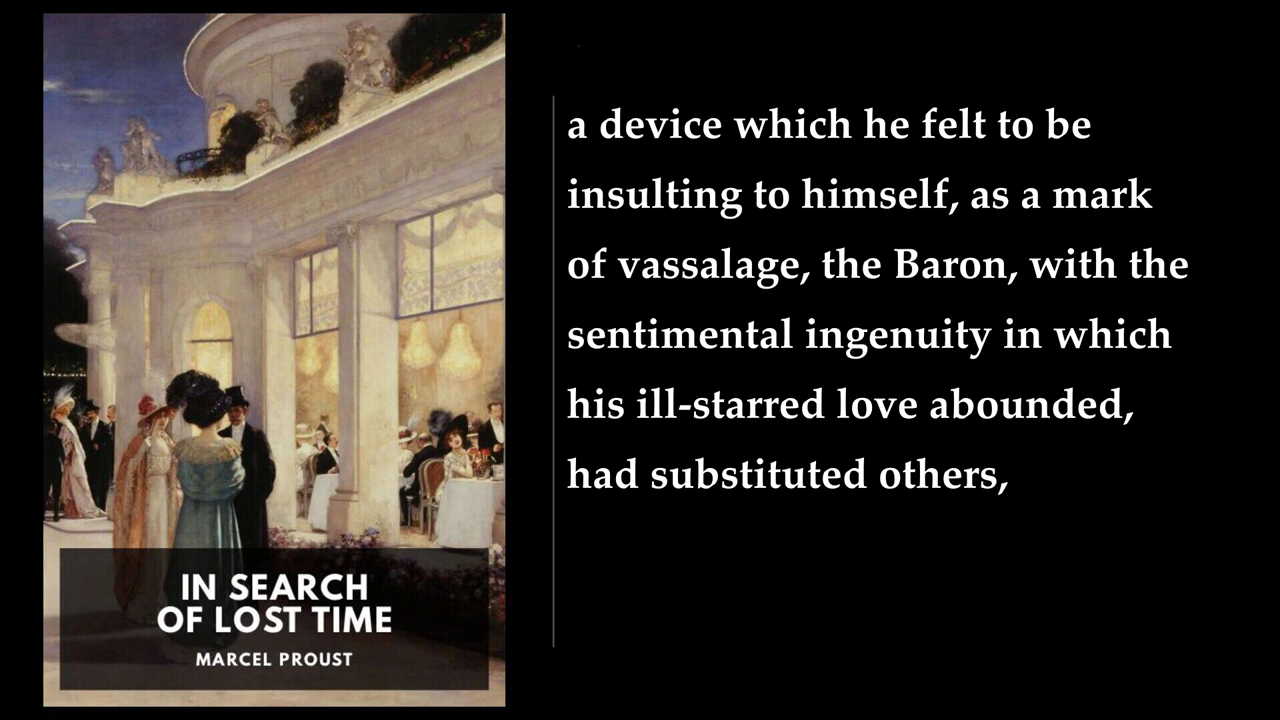 a device which he felt to be
insulting to himself, as a mark
of vassalage, the Baron, with the
sentimental ingenuity in which
his ill-starred love abounded,
had substituted others,
IN SEARCH
OF LOST TIME
MARCEL PROUST